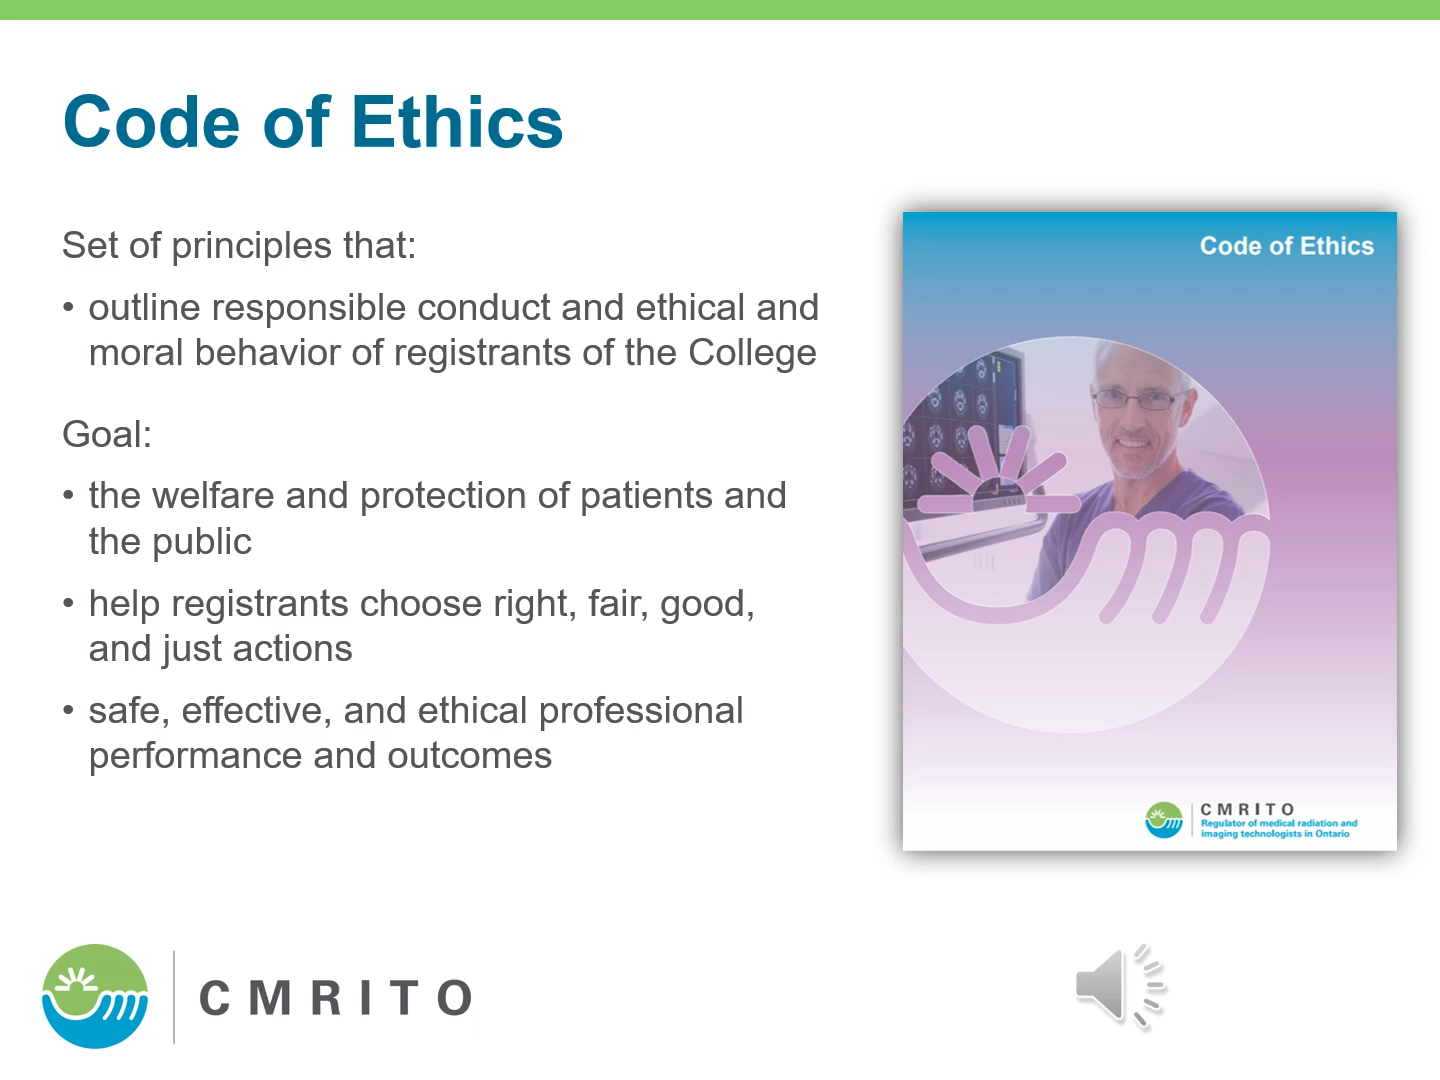 Code of Ethics
Set of principles that:
• outline responsible conduct and ethical and
moral behavior of registrants of the College
Goal:
• the welfare and protection of patients and
the public
• help registrants choose right, fair, good,
and just actions
• safe, effective, and ethical professional
performance and outcomes
Code of Ethics
CMRITO
Regulator of medical radiation and
imaging technologists in Ontario
CMRITO